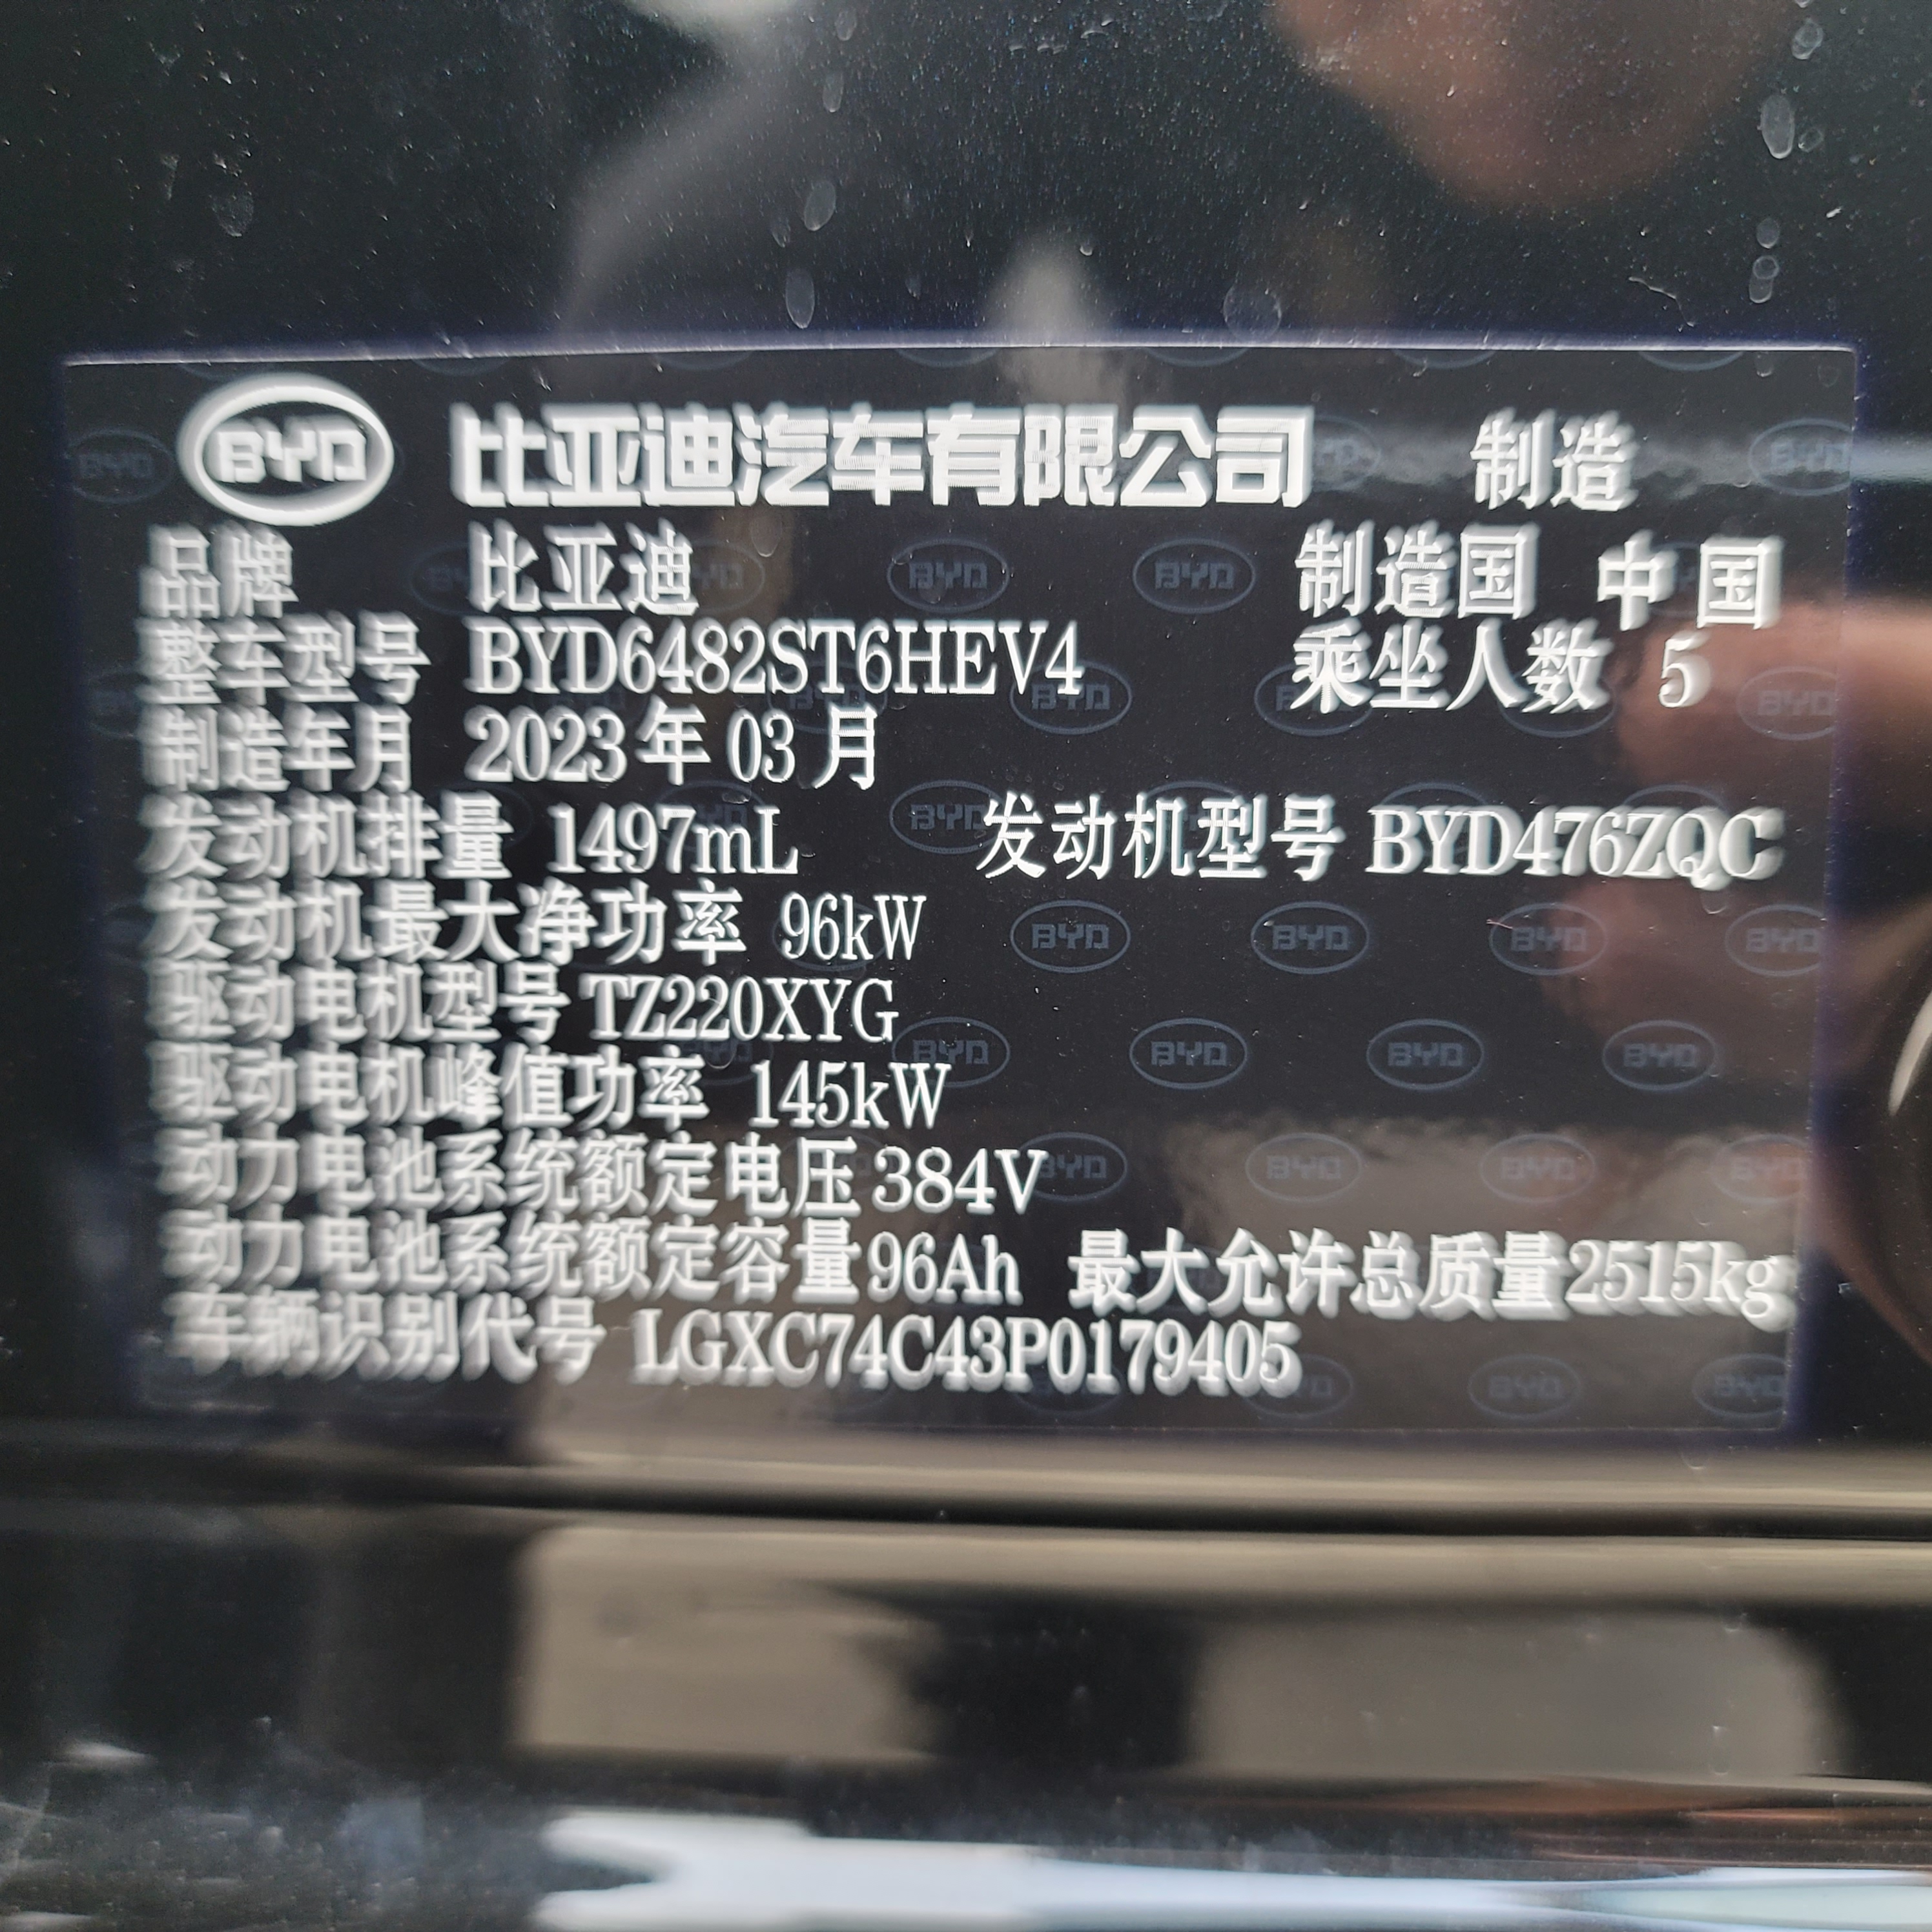 BYD 比亚迪汽车有限公司 制造
品牌 比亚迪 制造国 中国
整车型号 BYD6482ST6HEV4 乘坐人数 5
制造年月 2023年03月
发动机排量 1497mL 发动机型号 BYD476ZQC
发动机最大净功率 96kW
驱动电机型号 TZ220XYG
驱动电机峰值功率 145kW
动力电池系统额定电压 384V
动力电池系统额定容量 96Ah 最大允许总质量 2515kg
车辆识别代号 LGXC74C43P0179405